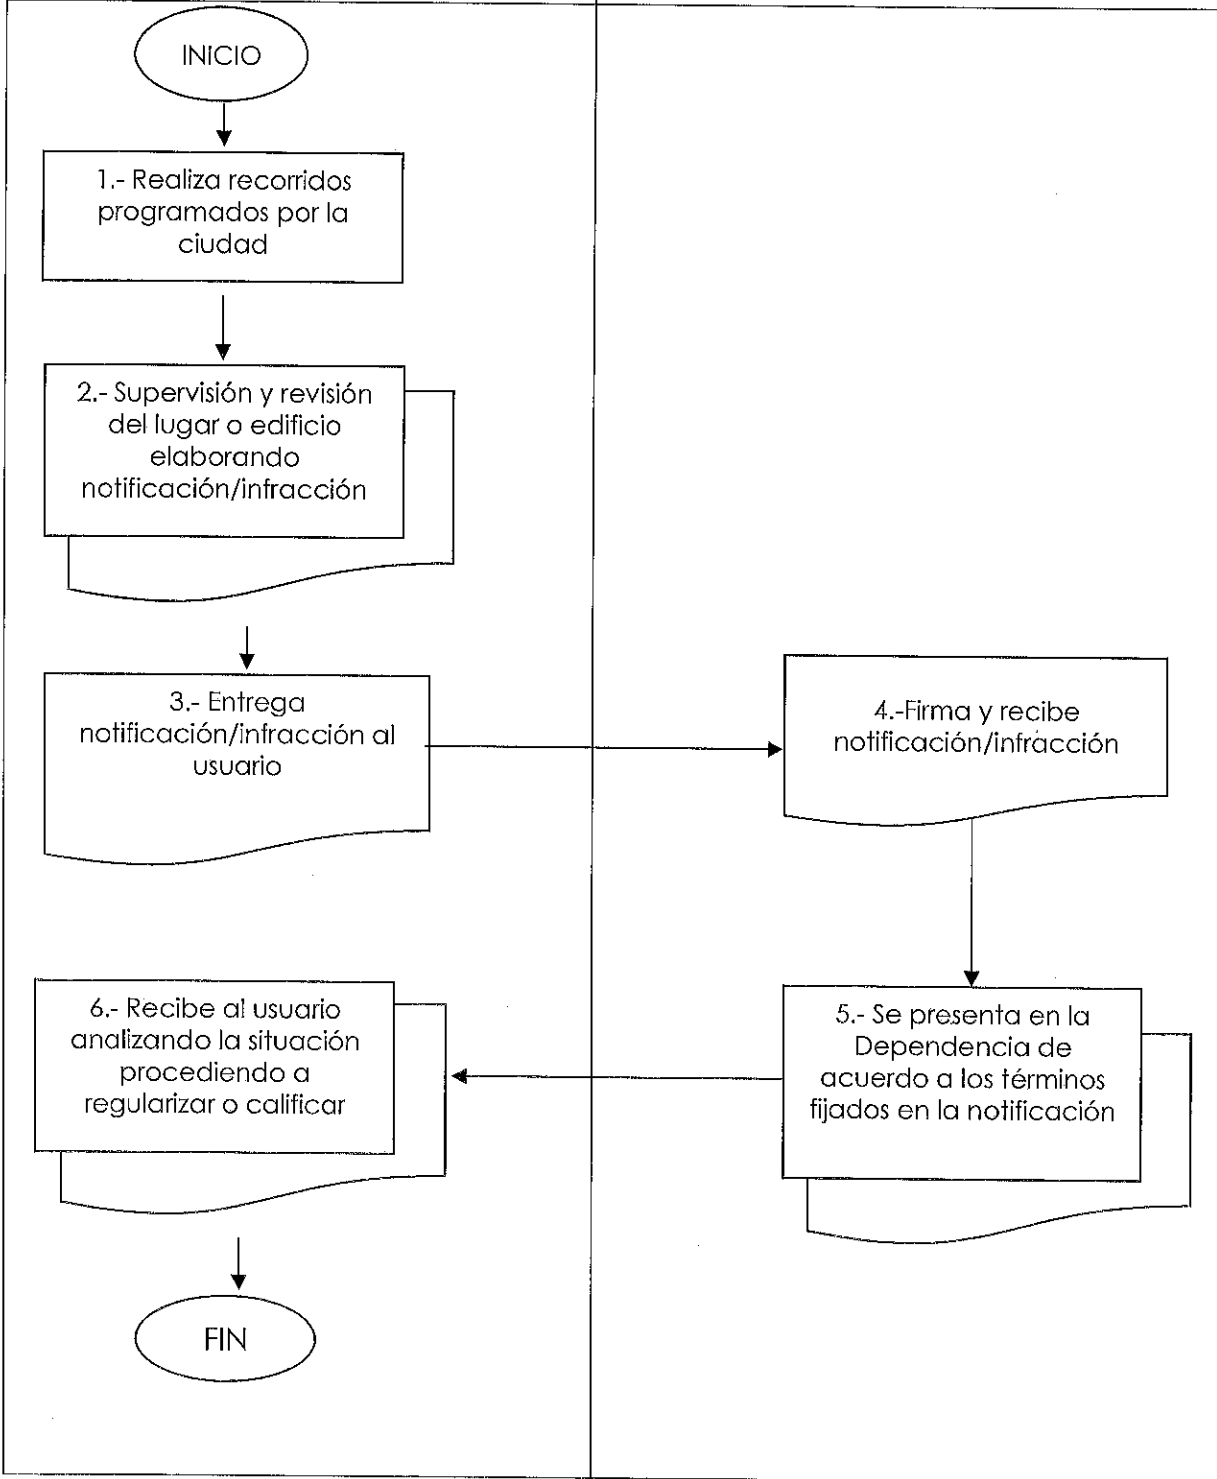 INICIO
1.- Realiza recorridos
programados por la
ciudad
2.- Supervisión y revisión
del lugar o edificio
elaborando
notificación/infracción
3.- Entrega
notificación/infracción al
usuario
4.-Firma y recibe
notificación/infracción
5.- Se presenta en la
Dependencia de
acuerdo a los términos
fijados en la notificación
6.- Recibe al usuario
analizando la situación
procediendo a
regularizar o calificar
FIN